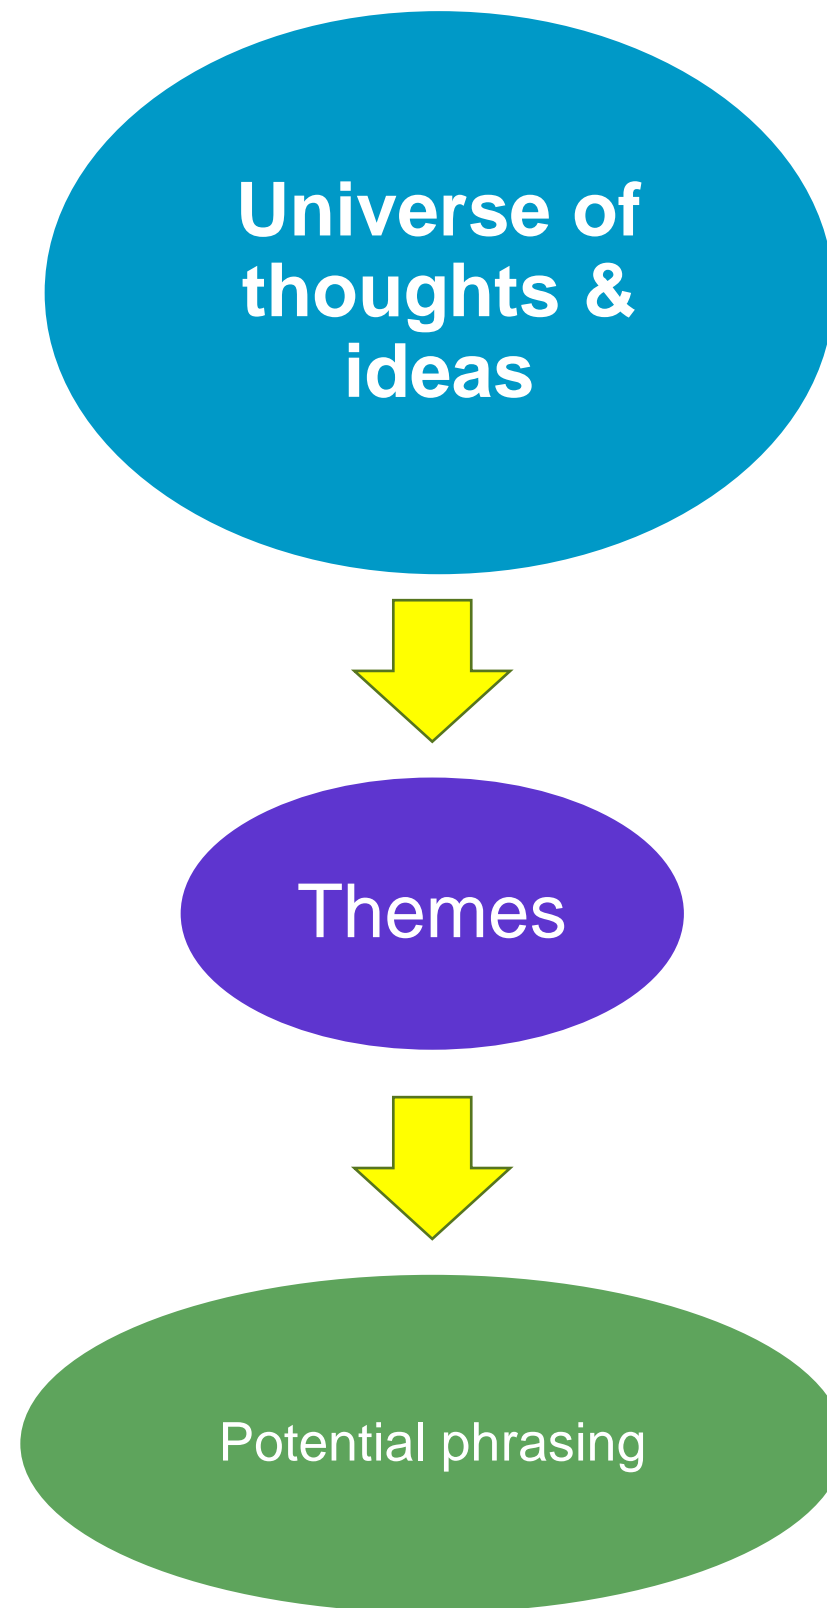 Universe of
thoughts &
ideas
Themes
Potential phrasing